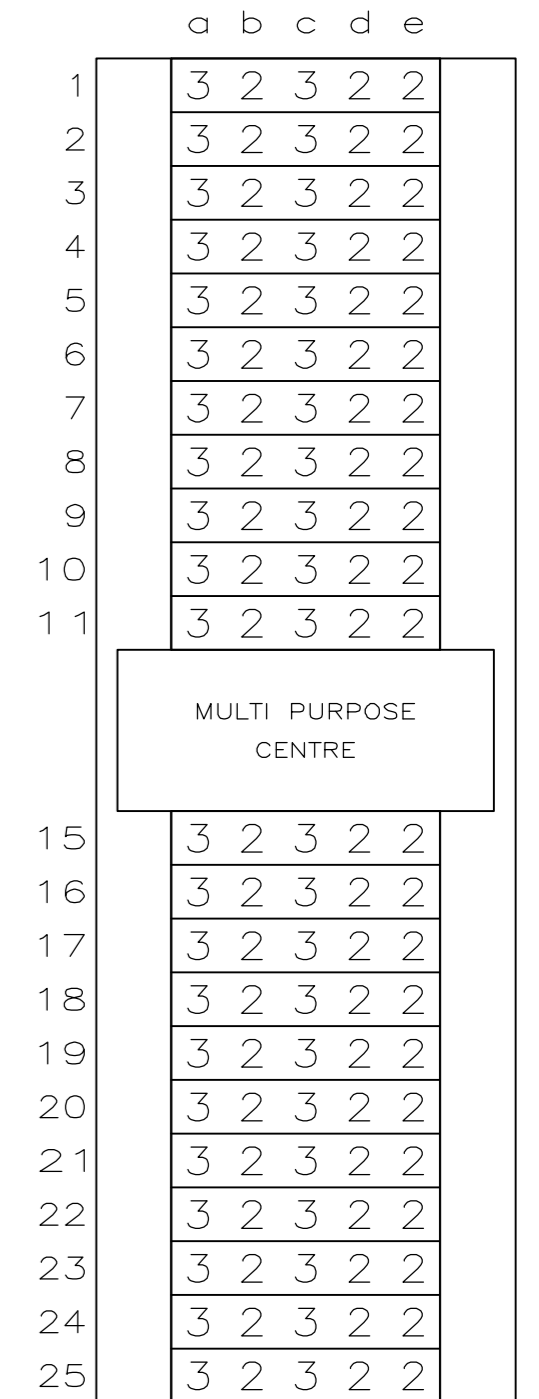 a b c d e
1 3 2 3 2 2
2 3 2 3 2 2
3 3 2 3 2 2
4 3 2 3 2 2
5 3 2 3 2 2
6 3 2 3 2 2
7 3 2 3 2 2
8 3 2 3 2 2
9 3 2 3 2 2
10 3 2 3 2 2
11 3 2 3 2 2
MULTI PURPOSE
CENTRE
15 3 2 3 2 2
16 3 2 3 2 2
17 3 2 3 2 2
18 3 2 3 2 2
19 3 2 3 2 2
20 3 2 3 2 2
21 3 2 3 2 2
22 3 2 3 2 2
23 3 2 3 2 2
24 3 2 3 2 2
25 3 2 3 2 2